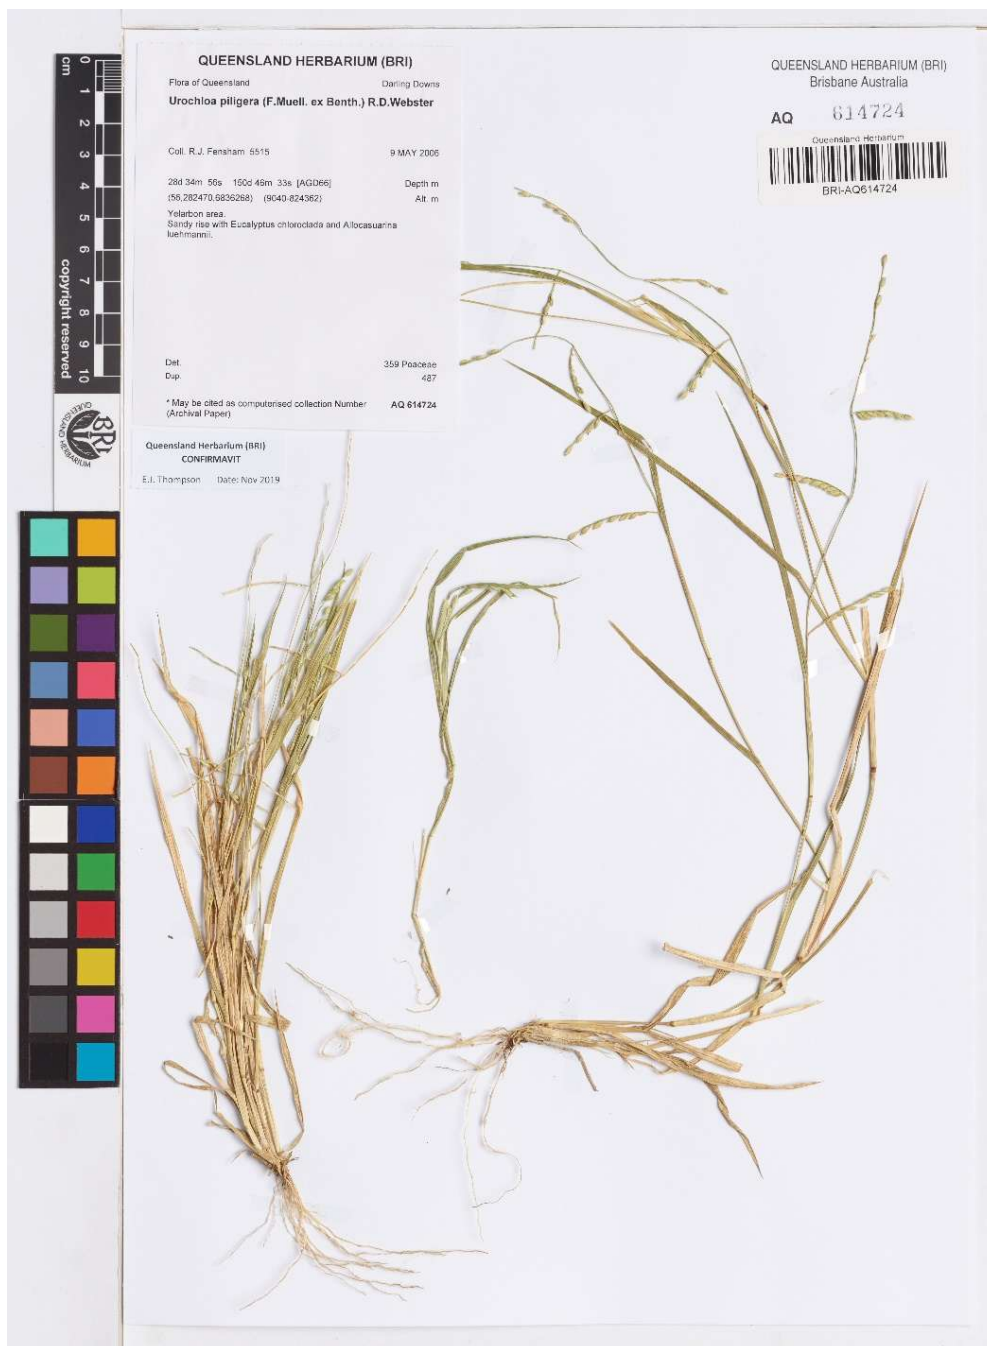 QUEENSLAND HERBARIUM (BRI)
Flora of Queensland Darling Downs
Urochloa piligera (F.Muell. ex Benth.) R.D.Webster
Coll. R.J. Fensham 5515 9 MAY 2006
28d 34m 56s 150d 46m 33s [AGD66] Depth m
(56,282470,6836268) (9040-824362) Alt. m
Yelarbon area.
Sandy rise with Eucalyptus chloroclada and Allocasuarina
luehmannii.
Det. 359 Poaceae
Dup. 487
* May be cited as computerised collection Number AQ 614724
(Archival Paper)
Queensland Herbarium (BRI)
CONFIRMAVIT
E.J. Thompson Date: Nov 2019
QUEENSLAND HERBARIUM (BRI)
Brisbane Australia
AQ 614724
Queensland Herbarium
BRI-AQ614724
cm
0
1
2
3
4
5
6
7
8
9
10
copyright reserved
BRI
QUEENSLAND HERBARIUM